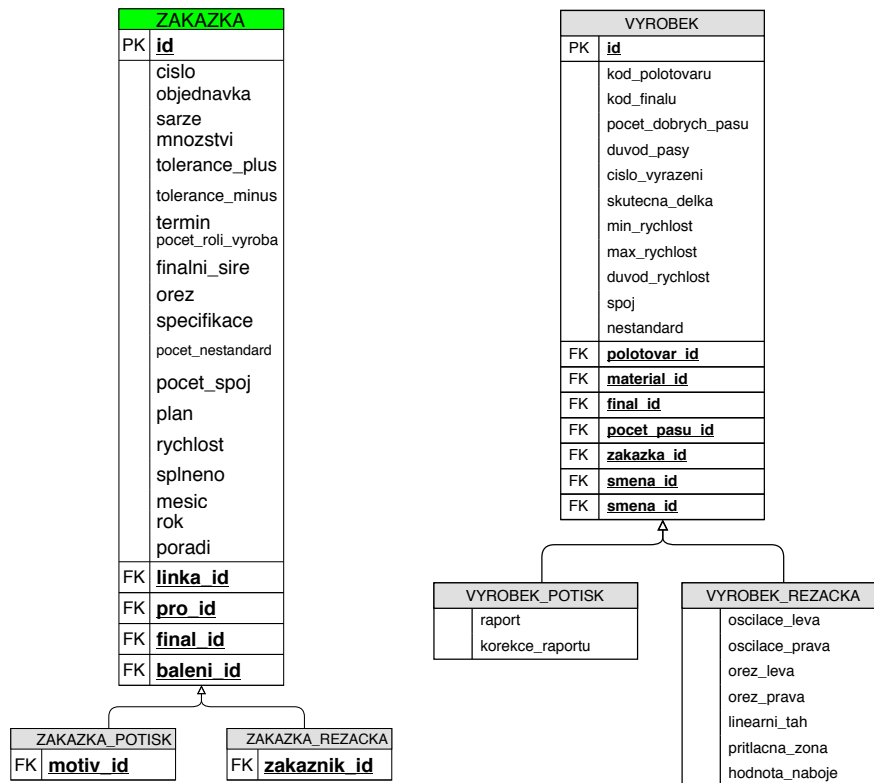 ZAKAZKA
PK id
cislo
objednavka
sarze
mnozstvi
tolerance_plus
tolerance_minus
termin
pocet_roli_vyroba
finalni_sire
orez
specifikace
pocet_nestandard
pocet_spoj
plan
rychlost
splneno
mesic
rok
poradi
FK linka_id
FK pro_id
FK final_id
FK baleni_id
ZAKAZKA_POTISK
FK motiv_id
ZAKAZKA_REZACKA
FK zakaznik_id
VYROBEK
PK id
kod_polotovaru
kod_finalu
pocet_dobrych_pasu
duvod_pasy
cislo_vyrazeni
skutecna_delka
min_rychlost
max_rychlost
duvod_rychlost
spoj
nestandard
FK polotovar_id
FK material_id
FK final_id
FK pocet_pasu_id
FK zakazka_id
FK smena_id
FK smena_id
VYROBEK_POTISK
raport
korekce_raportu
VYROBEK_REZACKA
oscilace_leva
oscilace_prava
orez_leva
orez_prava
linearni_tah
pritlacna_zona
hodnota_naboje